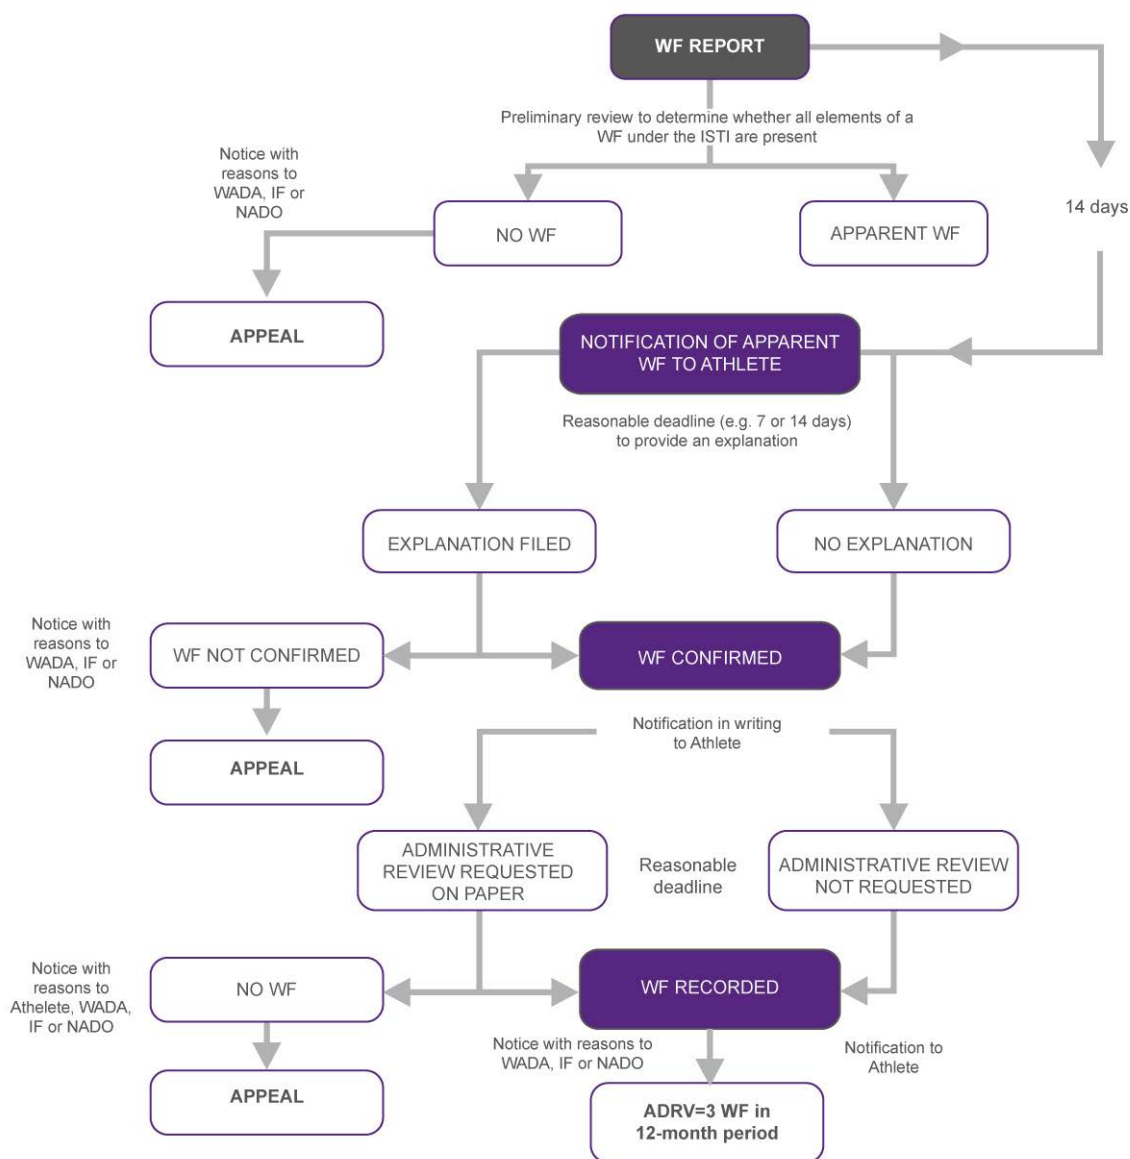 WF REPORT
Preliminary review to determine whether all elements of a
WF under the ISTI are present
Notice with
reasons to
WADA, IF or
NADO
14 days
NO WF
APPARENT WF
APPEAL
NOTIFICATION OF APPARENT
WF TO ATHLETE
Reasonable deadline (e.g. 7 or 14 days)
to provide an explanation
EXPLANATION FILED
NO EXPLANATION
Notice with
reasons to
WADA, IF or
NADO
WF NOT CONFIRMED
WF CONFIRMED
Notification in writing
to Athlete
APPEAL
ADMINISTRATIVE
REVIEW REQUESTED
ON PAPER
Reasonable
deadline
ADMINISTRATIVE REVIEW
NOT REQUESTED
Notice with
reasons to
Athelete, WADA,
IF or NADO
NO WF
WF RECORDED
Notice with reasons to
WADA, IF or NADO
Notification to
Athlete
APPEAL
ADRV=3 WF in
12-month period